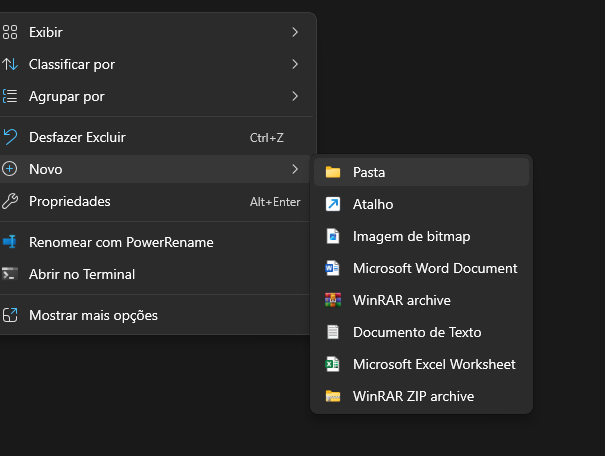 Exibir
Classificar por
Agrupar por
Desfazer Excluir Ctrl+Z
Novo
Propriedades Alt+Enter
Renomear com PowerRename
Abrir no Terminal
Mostrar mais opções
Pasta
Atalho
Imagem de bitmap
Microsoft Word Document
WinRAR archive
Documento de Texto
Microsoft Excel Worksheet
WinRAR ZIP archive